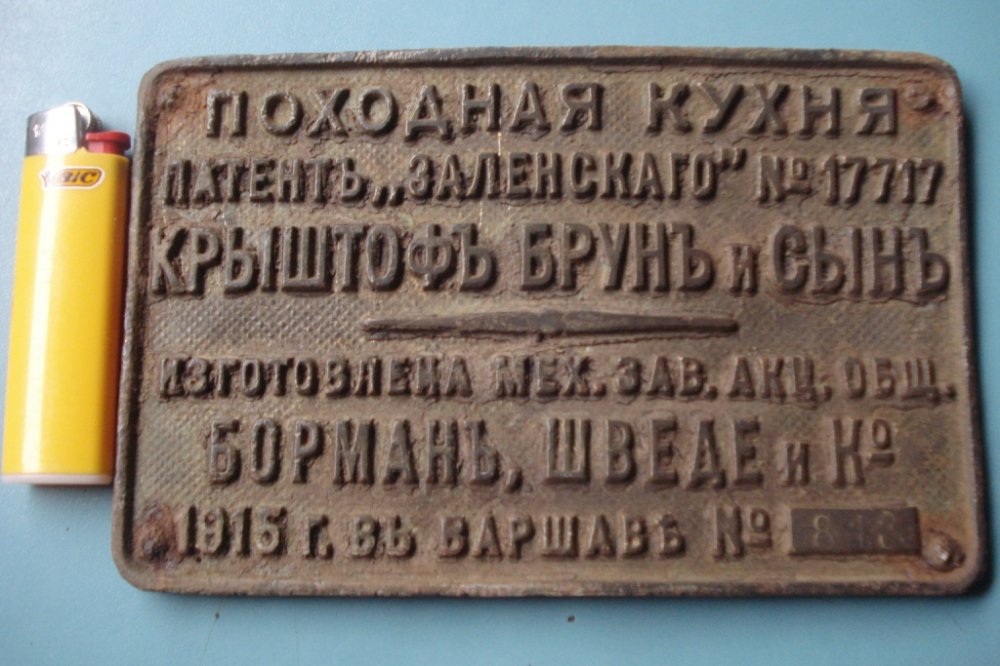 ПОХОДНАЯ КУХНЯ
ПАТЕНТЪ „ЗАЛЕНСКАГО” № 17717
КРЫШТОФЪ БРУНЪ и СЫНЪ
ИЗГОТОВЛЕНА МЕХ. ЗАВ. АКЦ. ОБЩ.
БОРМАНЪ, ШВЕДЕ и Кº
1915 г. ВЪ ВАРШАВѢ №
BIC